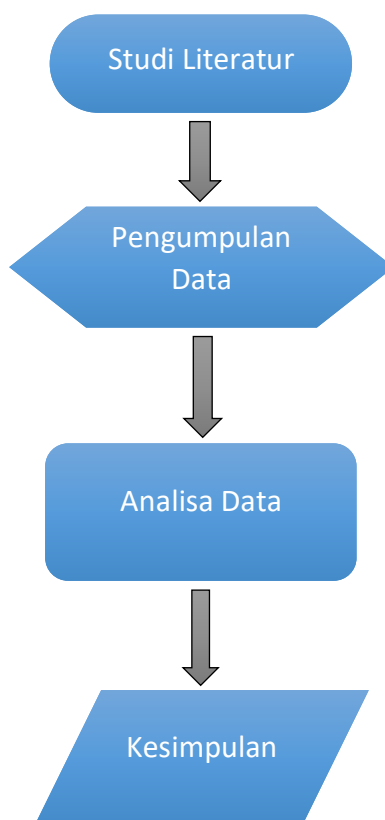 Studi Literatur
Pengumpulan
Data
Analisa Data
Kesimpulan